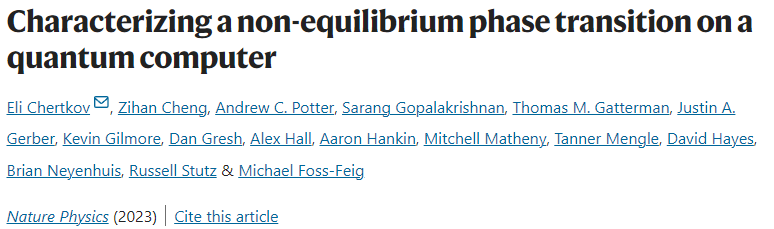 Characterizing a non-equilibrium phase transition on a
quantum computer
Eli Chertkov, Zihan Cheng, Andrew C. Potter, Sarang Gopalakrishnan, Thomas M. Gatterman, Justin A.
Gerber, Kevin Gilmore, Dan Gresh, Alex Hall, Aaron Hankin, Mitchell Matheny, Tanner Mengle, David Hayes,
Brian Neyenhuis, Russell Stutz & Michael Foss-Feig
Nature Physics (2023) | Cite this article